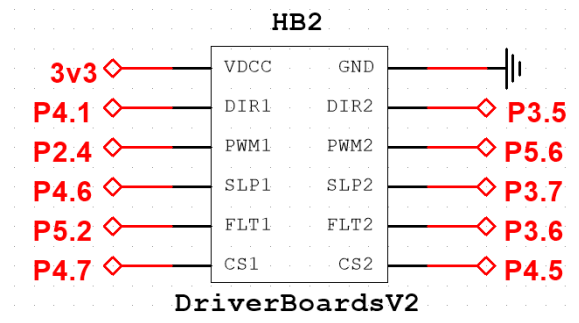 HB2
3v3 VDCC GND
P4.1 DIR1 DIR2 P3.5
P2.4 PWM1 PWM2 P5.6
P4.6 SLP1 SLP2 P3.7
P5.2 FLT1 FLT2 P3.6
P4.7 CS1 CS2 P4.5
DriverBoardsV2